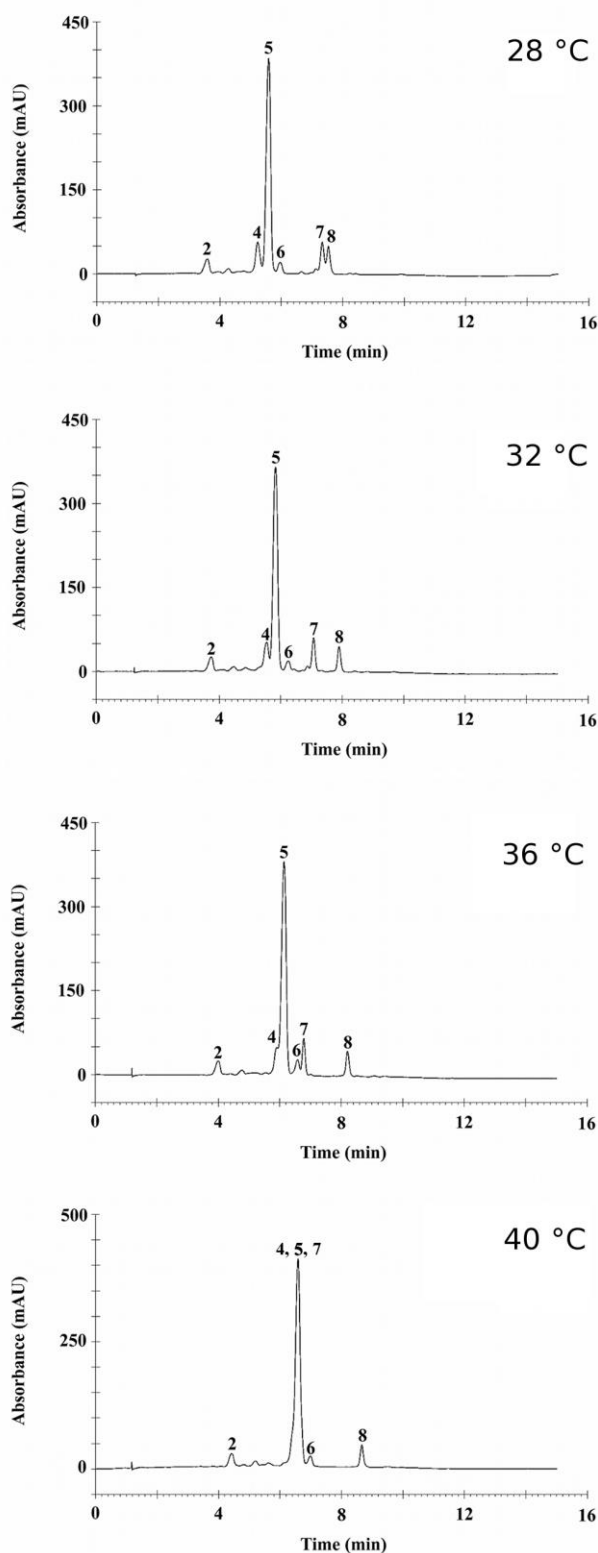 450
28 °C
5
Absorbance (mAU)
300
150
2 4 6 7 8
0
0 4 8 12 16
Time (min)
450
32 °C
5
Absorbance (mAU)
300
150
2 4 6 7 8
0
0 4 8 12 16
Time (min)
450
36 °C
5
Absorbance (mAU)
300
150
2 4 6 7 8
0
0 4 8 12 16
Time (min)
500
40 °C
4, 5, 7
Absorbance (mAU)
250
2 6 8
0
0 4 8 12 16
Time (min)